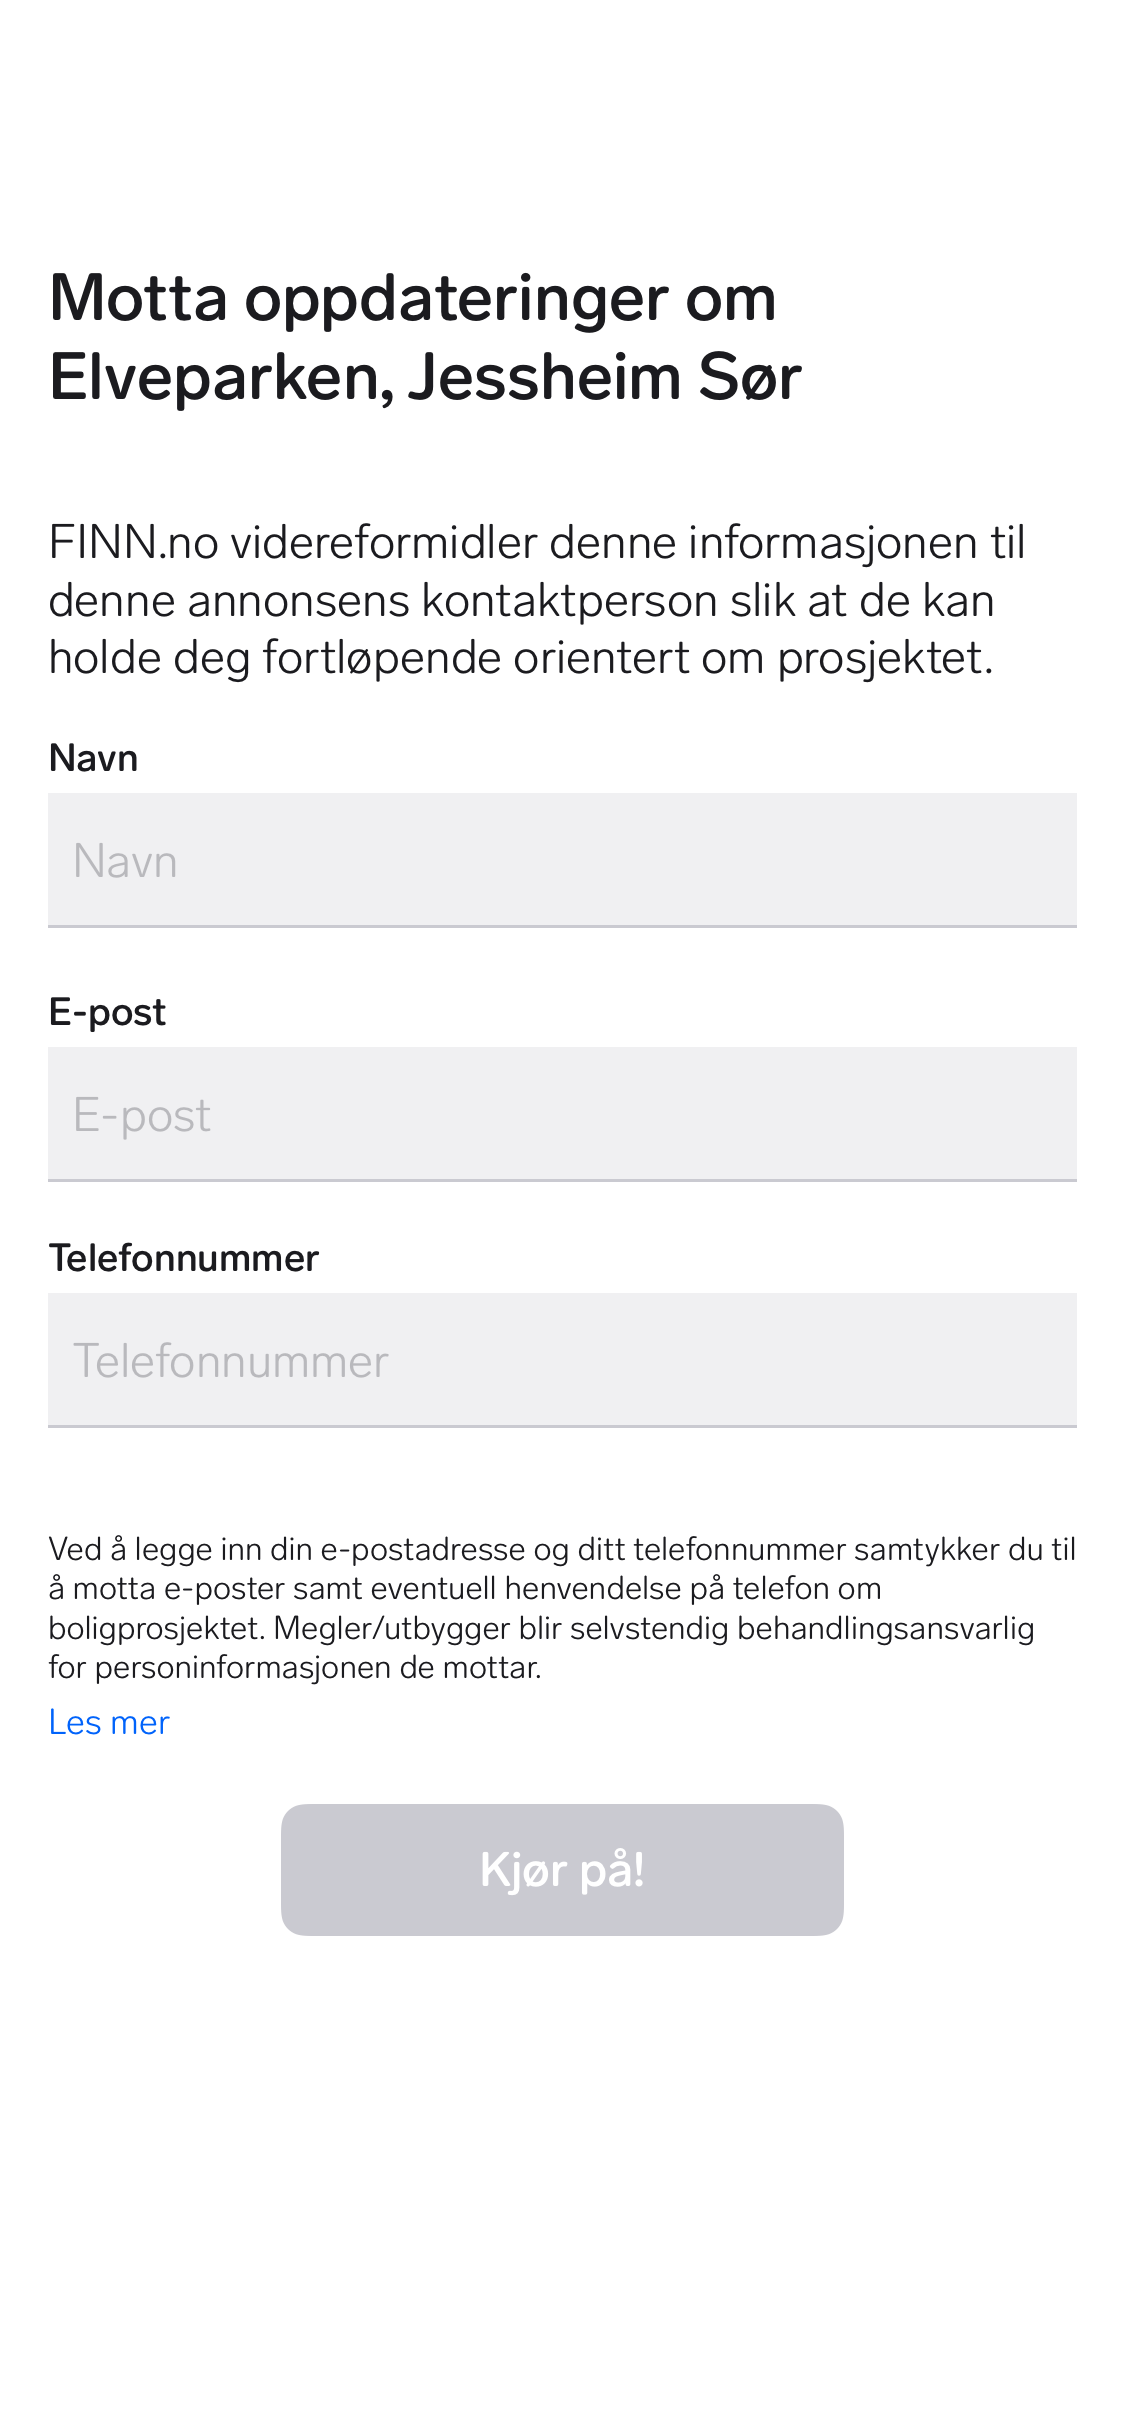 Motta oppdateringer om
Elveparken, Jessheim Sør
FINN.no videreformidler denne informasjonen til
denne annonsens kontaktperson slik at de kan
holde deg fortløpende orientert om prosjektet.
Navn
Navn
E-post
E-post
Telefonnummer
Telefonnummer
Ved å legge inn din e-postadresse og ditt telefonnummer samtykker du til
å motta e-poster samt eventuell henvendelse på telefon om
boligprosjektet. Megler/utbygger blir selvstendig behandlingsansvarlig
for personinformasjonen de mottar.
Les mer
Kjør på!